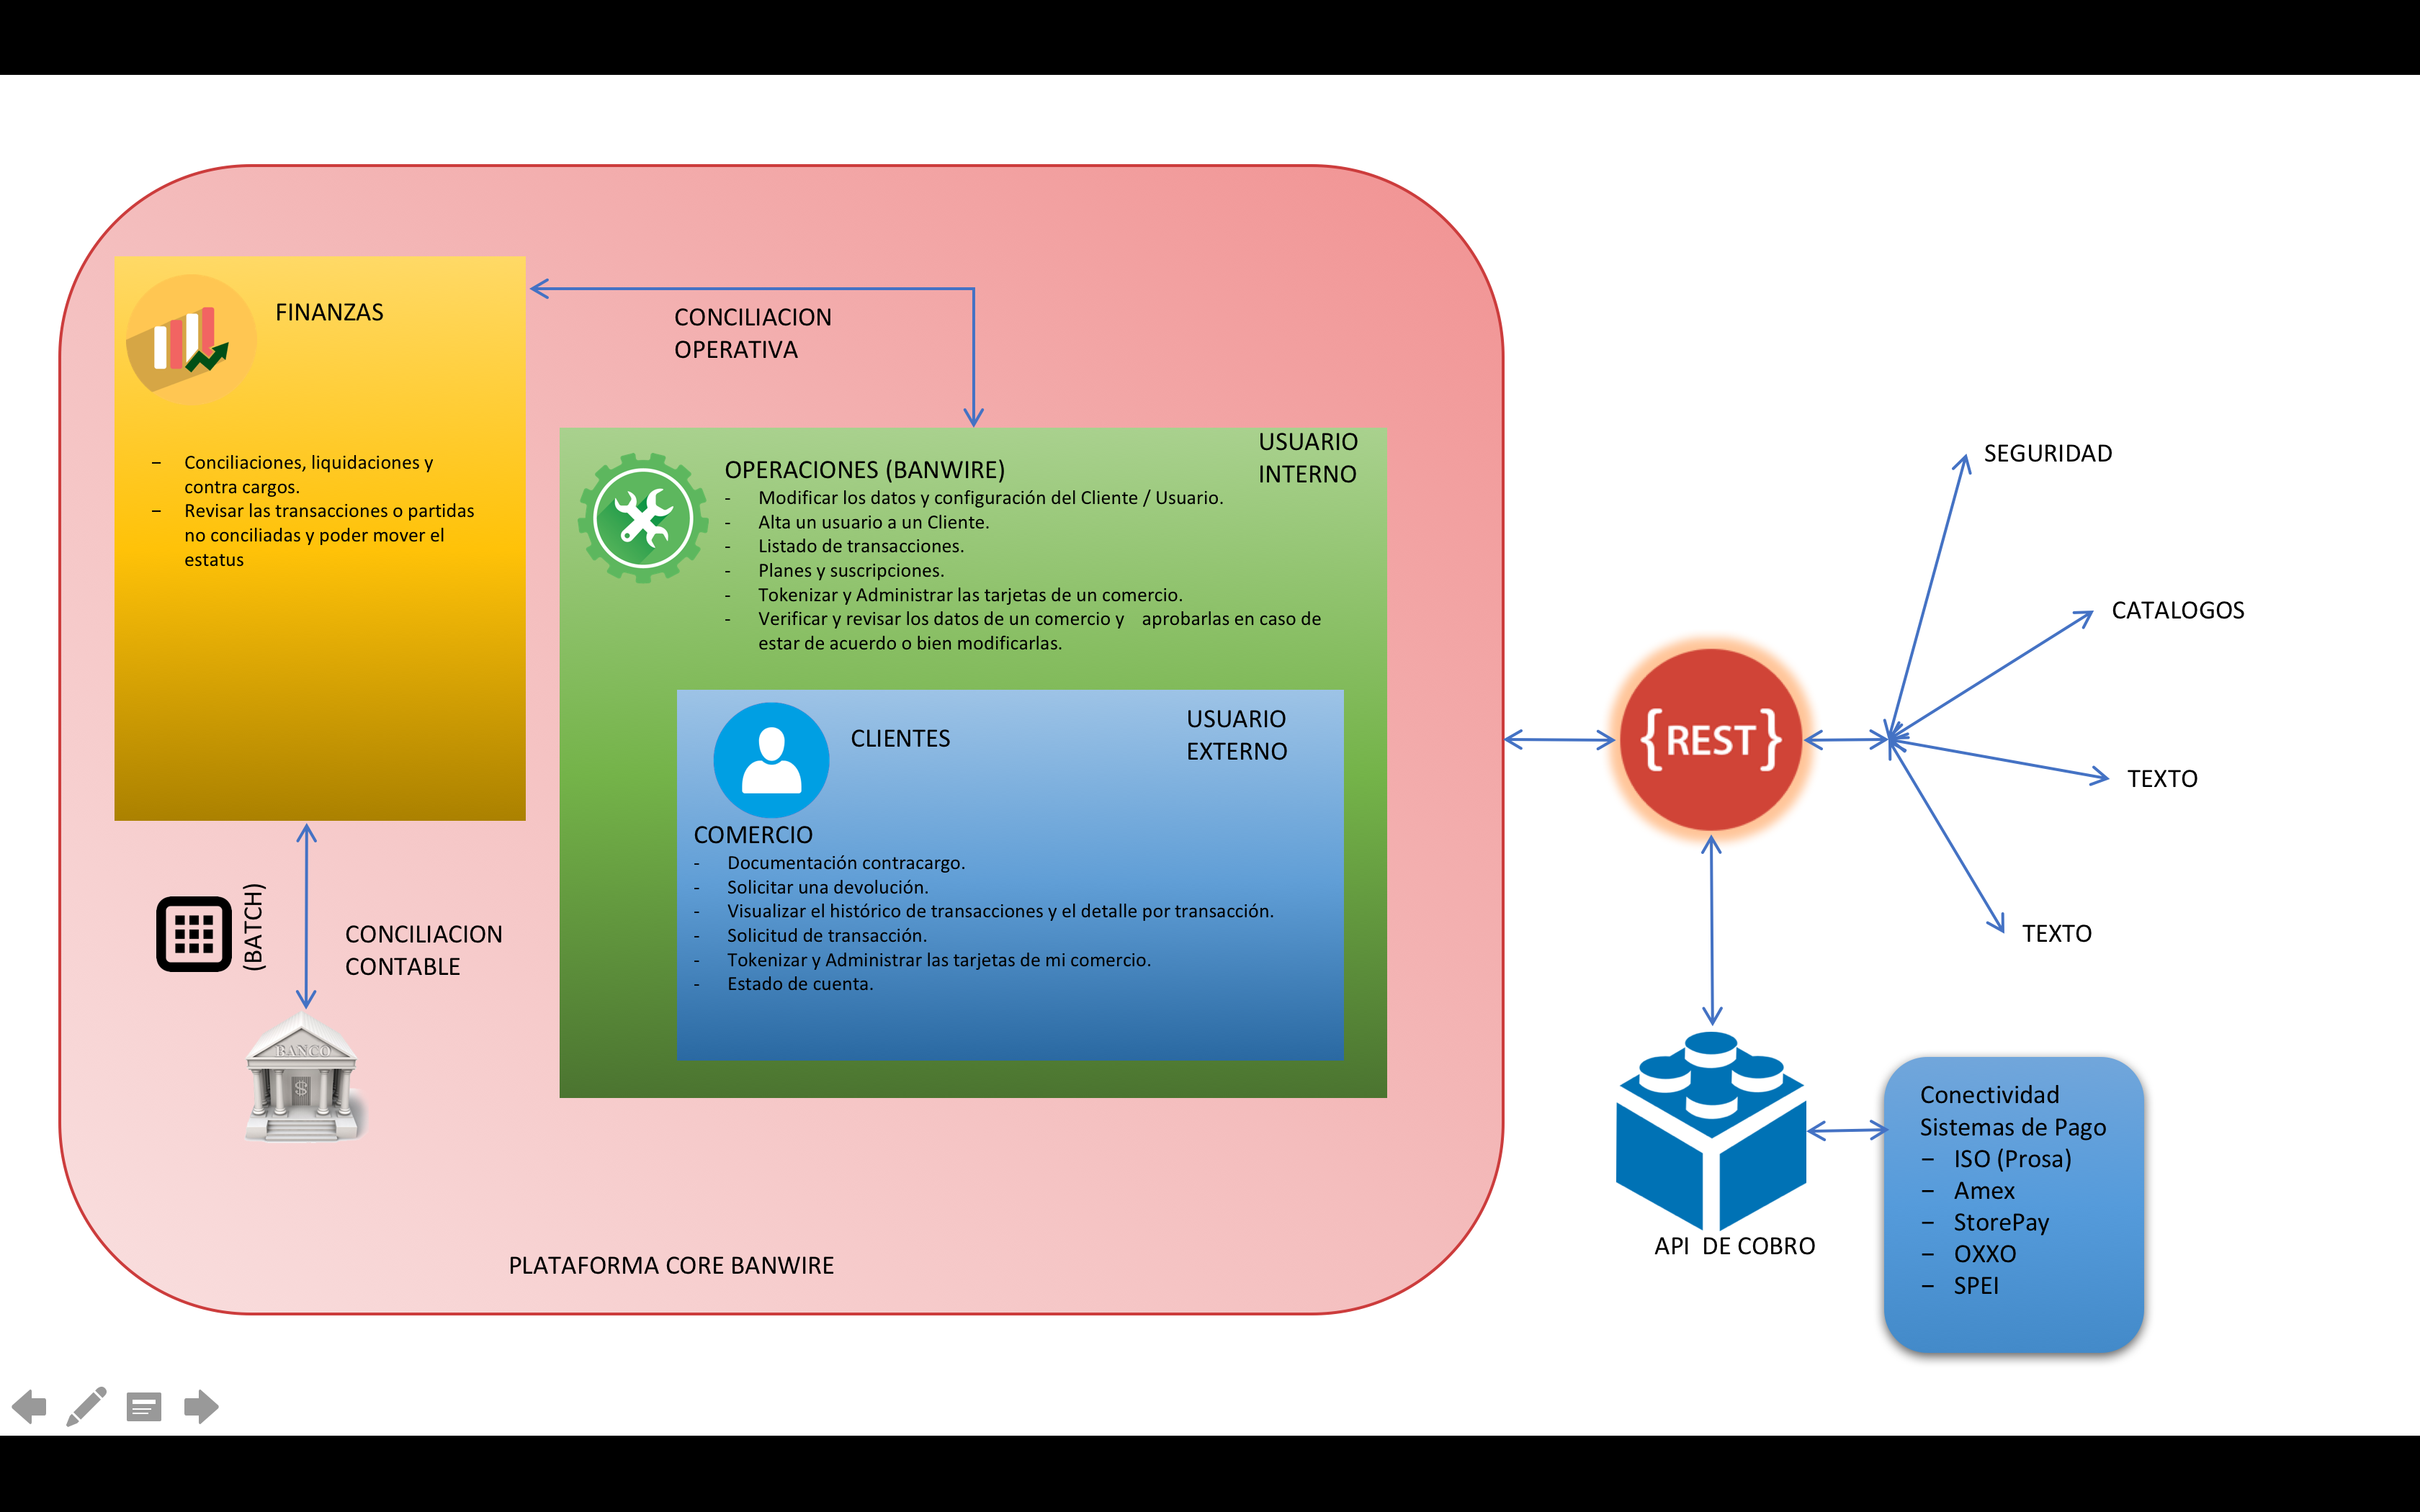 FINANZAS
– Conciliaciones, liquidaciones y
contra cargos.
– Revisar las transacciones o partidas
no conciliadas y poder mover el
estatus
CONCILIACION
OPERATIVA
USUARIO
INTERNO
OPERACIONES (BANWIRE)
- Modificar los datos y configuración del Cliente / Usuario.
- Alta un usuario a un Cliente.
- Listado de transacciones.
- Planes y suscripciones.
- Tokenizar y Administrar las tarjetas de un comercio.
- Verificar y revisar los datos de un comercio y aprobarlas en caso de
estar de acuerdo o bien modificarlas.
CLIENTES
USUARIO
EXTERNO
COMERCIO
- Documentación contracargo.
- Solicitar una devolución.
- Visualizar el histórico de transacciones y el detalle por transacción.
- Solicitud de transacción.
- Tokenizar y Administrar las tarjetas de mi comercio.
- Estado de cuenta.
(BATCH)
CONCILIACION
CONTABLE
BANCO
$
PLATAFORMA CORE BANWIRE
{REST}
SEGURIDAD
CATALOGOS
TEXTO
TEXTO
API DE COBRO
Conectividad
Sistemas de Pago
– ISO (Prosa)
– Amex
– StorePay
– OXXO
– SPEI